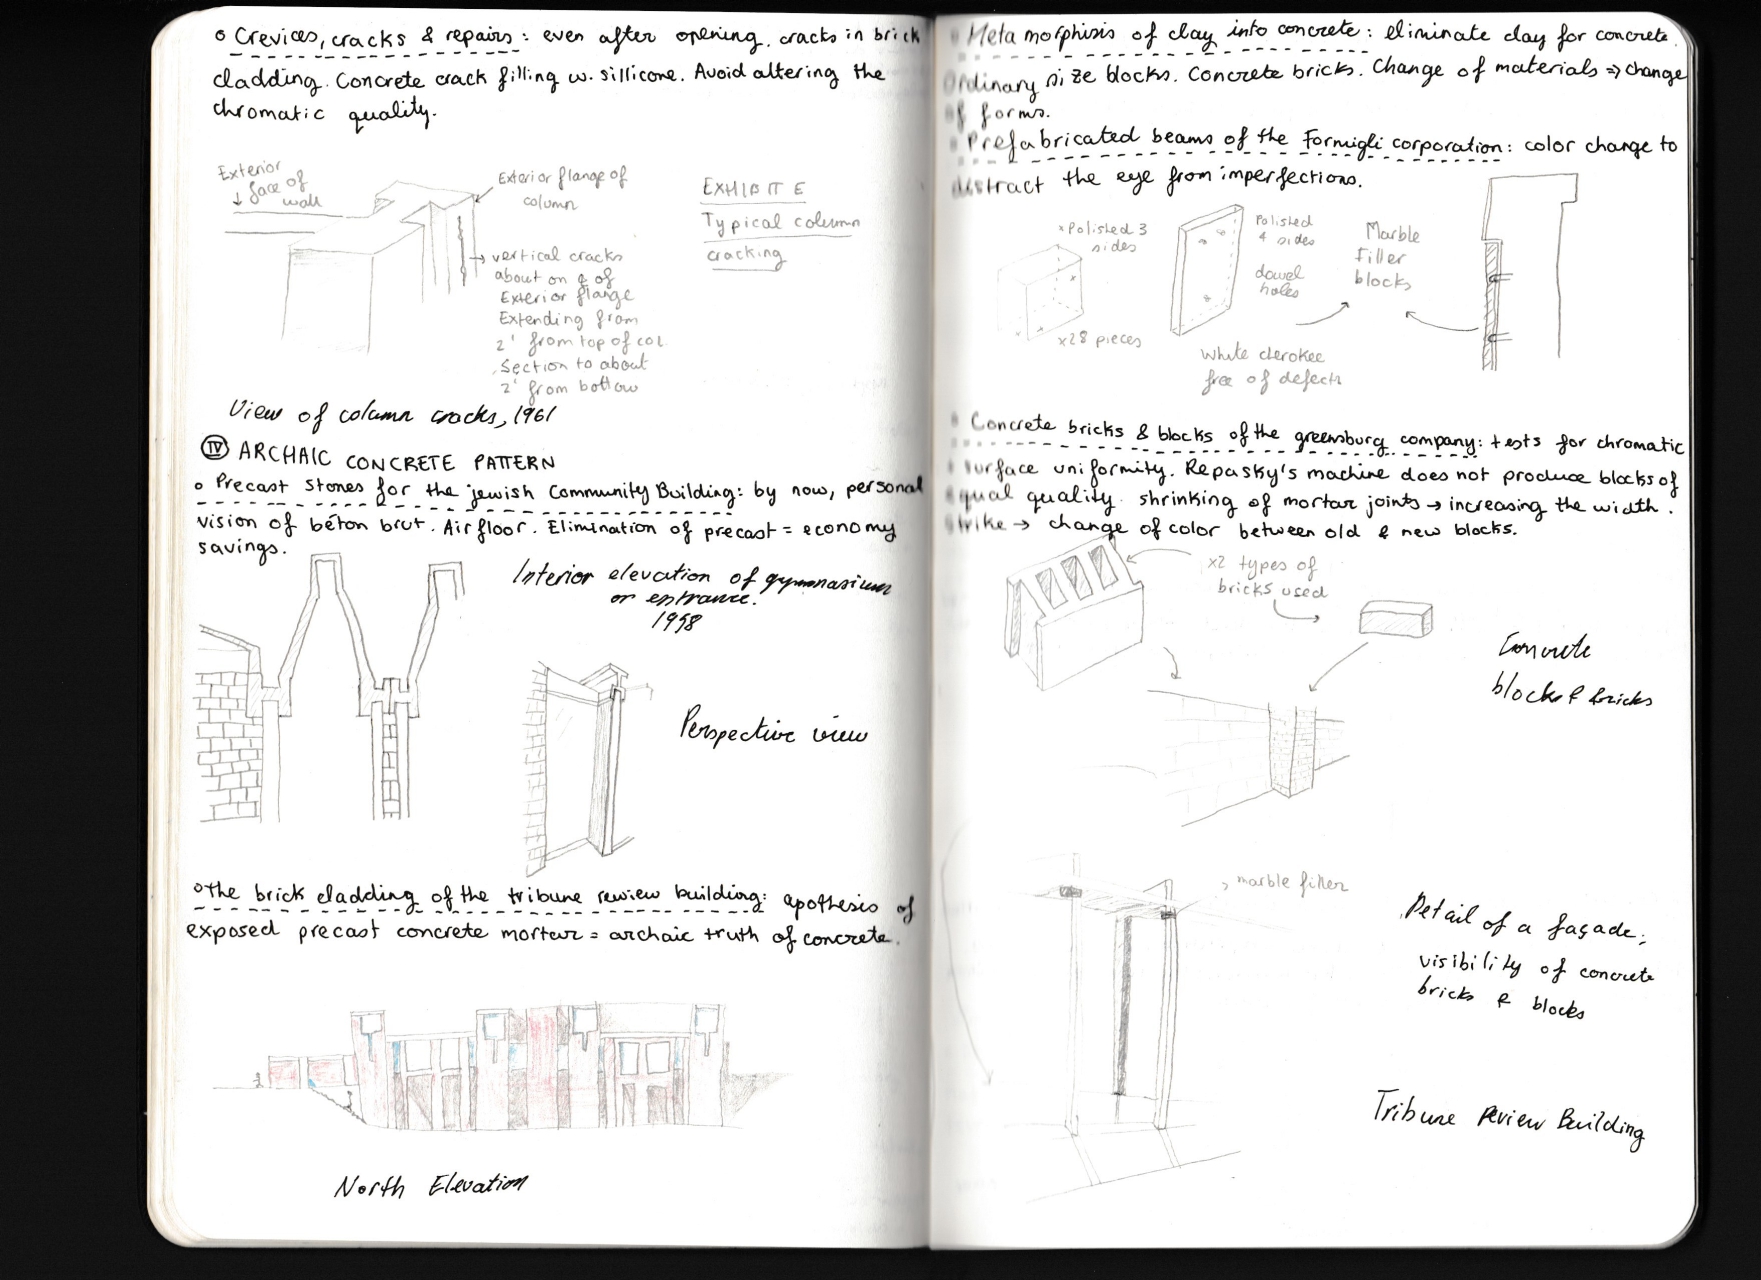 Crevices, cracks & repairs : even after opening. cracks in brick
cladding. Concrete crack filling w. sillicone. Avoid altering the
chromatic quality.
Exterior
↓ face of
wall
Exterior flange of
column
EXHIBIT E
Typical column
cracking
→ vertical cracks
about on ¢ of
Exterior flange
Extending from
2' from top of col.
Section to about
2' from bottow
View of column cracks, 1961
IV ARCHAIC CONCRETE PATTERN
Precast stones for the jewish Community Building: by now, personal
vision of béton brut. Air floor. Elimination of precast = economy
savings.
Interior elevation of gymnasium
or entrance.
1958
Perspective view
The brick cladding of the tribune review building: apothesis of
exposed precast concrete mortar = archaic truth of concrete.
North Elevation
Metamorphisis of clay into concrete : eliminate clay for concrete.
Ordinary size blocks. Concrete bricks. Change of materials => change
of forms.
Prefabricated beams of the Formigli corporation: color change to
distract the eye from imperfections.
x Polished 3
sides
x28 pieces
Polished
4 sides
dowel
holes
Marble
Filler
blocks
white cherokee
free of defects
Concrete bricks & blocks of the greensburg company: tests for chromatic
surface uniformity. Repasky's machine does not produce blocks of
equal quality. shrinking of mortar joints → increasing the width.
Strike → change of color between old & new blocks.
x2 types of
bricks used
Concrete
blocks & bricks
marble filler
Detail of a façade:
visibility of concrete
bricks & blocks
Tribune Review Building